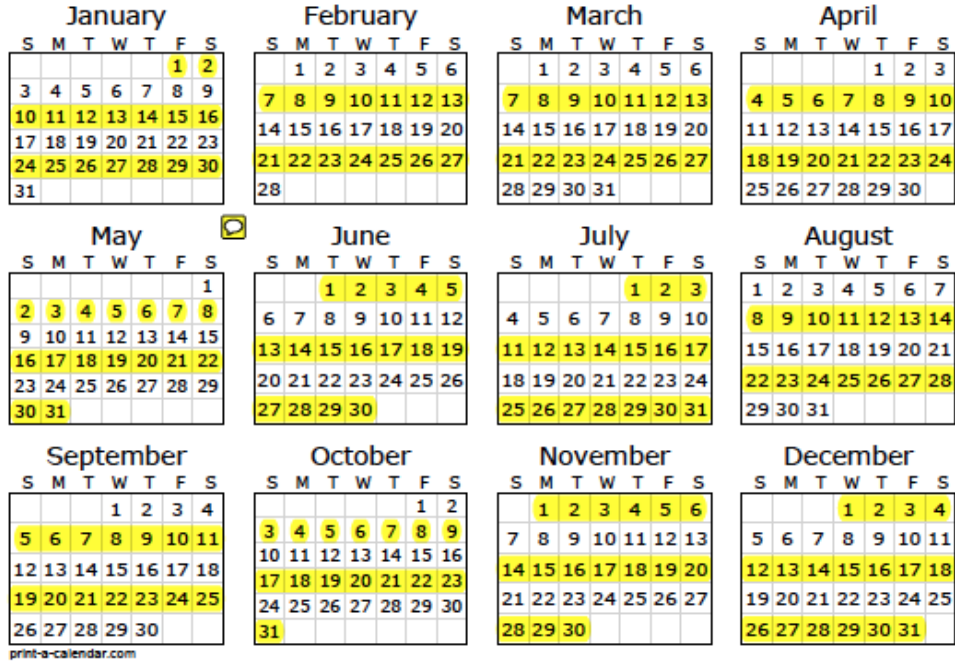 January February March April
S M T W T F S S M T W T F S S M T W T F S S M T W T F S
1 2 1 2 3 4 5 6 1 2 3 4 5 6 1 2 3
3 4 5 6 7 8 9 7 8 9 10 11 12 13 7 8 9 10 11 12 13 4 5 6 7 8 9 10
10 11 12 13 14 15 16 14 15 16 17 18 19 20 14 15 16 17 18 19 20 11 12 13 14 15 16 17
17 18 19 20 21 22 23 21 22 23 24 25 26 27 21 22 23 24 25 26 27 18 19 20 21 22 23 24
24 25 26 27 28 29 30 28 28 29 30 31 25 26 27 28 29 30
31
May June July August
S M T W T F S S M T W T F S S M T W T F S S M T W T F S
1 1 2 3 4 5 1 2 3 1 2 3 4 5 6 7
2 3 4 5 6 7 8 6 7 8 9 10 11 12 4 5 6 7 8 9 10 8 9 10 11 12 13 14
9 10 11 12 13 14 15 13 14 15 16 17 18 19 11 12 13 14 15 16 17 15 16 17 18 19 20 21
16 17 18 19 20 21 22 20 21 22 23 24 25 26 18 19 20 21 22 23 24 22 23 24 25 26 27 28
23 24 25 26 27 28 29 27 28 29 30 25 26 27 28 29 30 31 29 30 31
30 31
September October November December
S M T W T F S S M T W T F S S M T W T F S S M T W T F S
1 2 3 4 1 2 1 2 3 4 5 6 1 2 3 4
5 6 7 8 9 10 11 3 4 5 6 7 8 9 7 8 9 10 11 12 13 5 6 7 8 9 10 11
12 13 14 15 16 17 18 10 11 12 13 14 15 16 14 15 16 17 18 19 20 12 13 14 15 16 17 18
19 20 21 22 23 24 25 17 18 19 20 21 22 23 21 22 23 24 25 26 27 19 20 21 22 23 24 25
26 27 28 29 30 24 25 26 27 28 29 30 28 29 30 26 27 28 29 30 31
31
print-a-calendar.com